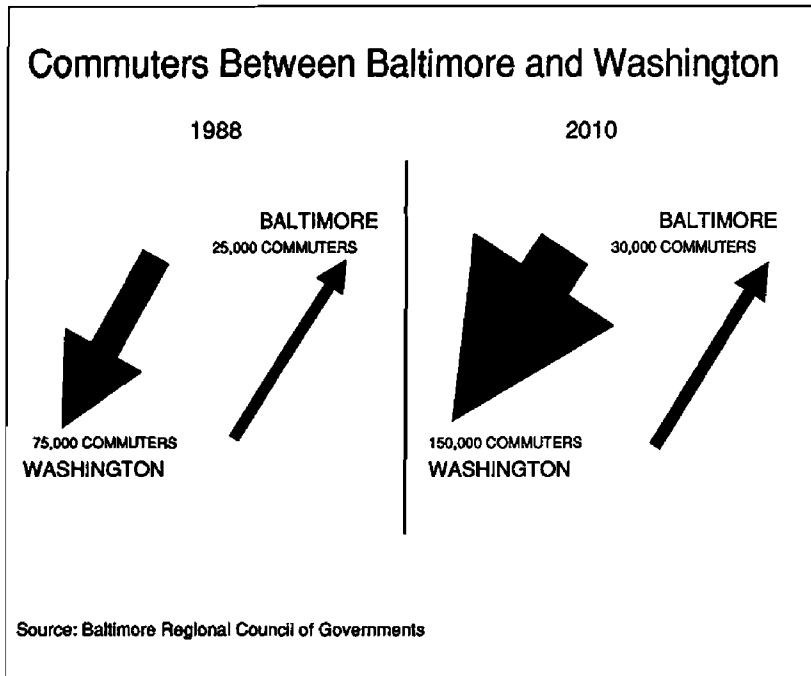 Commuters Between Baltimore and Washington
1988
BALTIMORE
25,000 COMMUTERS
75,000 COMMUTERS
WASHINGTON
2010
BALTIMORE
30,000 COMMUTERS
150,000 COMMUTERS
WASHINGTON
Source: Baltimore Regional Council of Governments